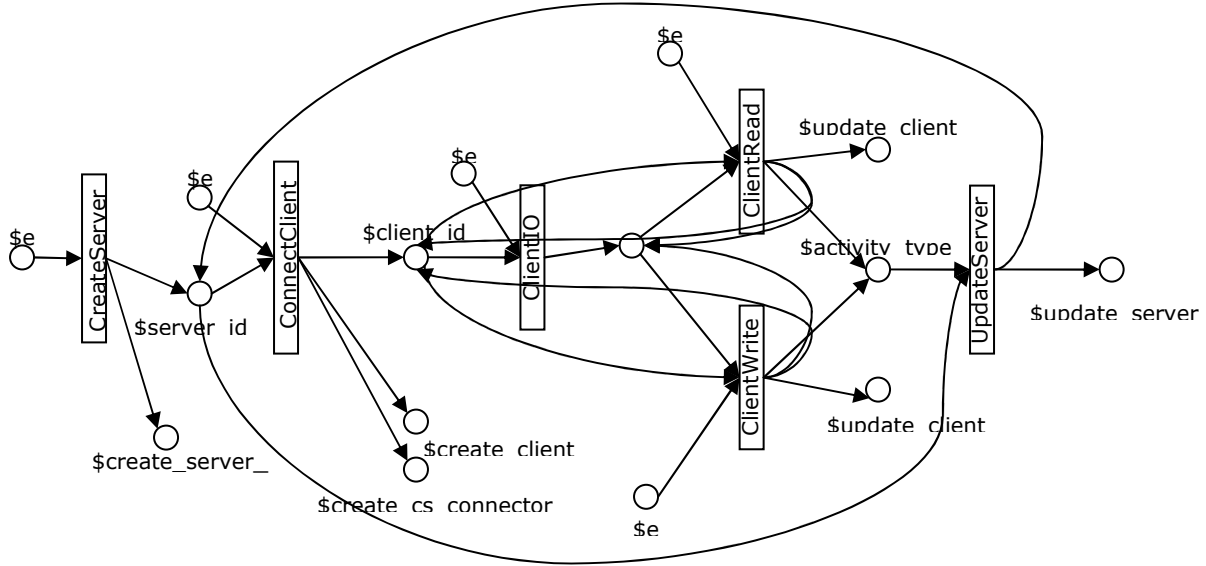 $e
CreateServer
$server_id
$create_server_
$e
ConnectClient
$client_id
$create_client
$create_cs_connector
$e
ClientIO
$e
ClientRead
$update_client
$activity_type
ClientWrite
$update_client
$e
UpdateServer
$update_server